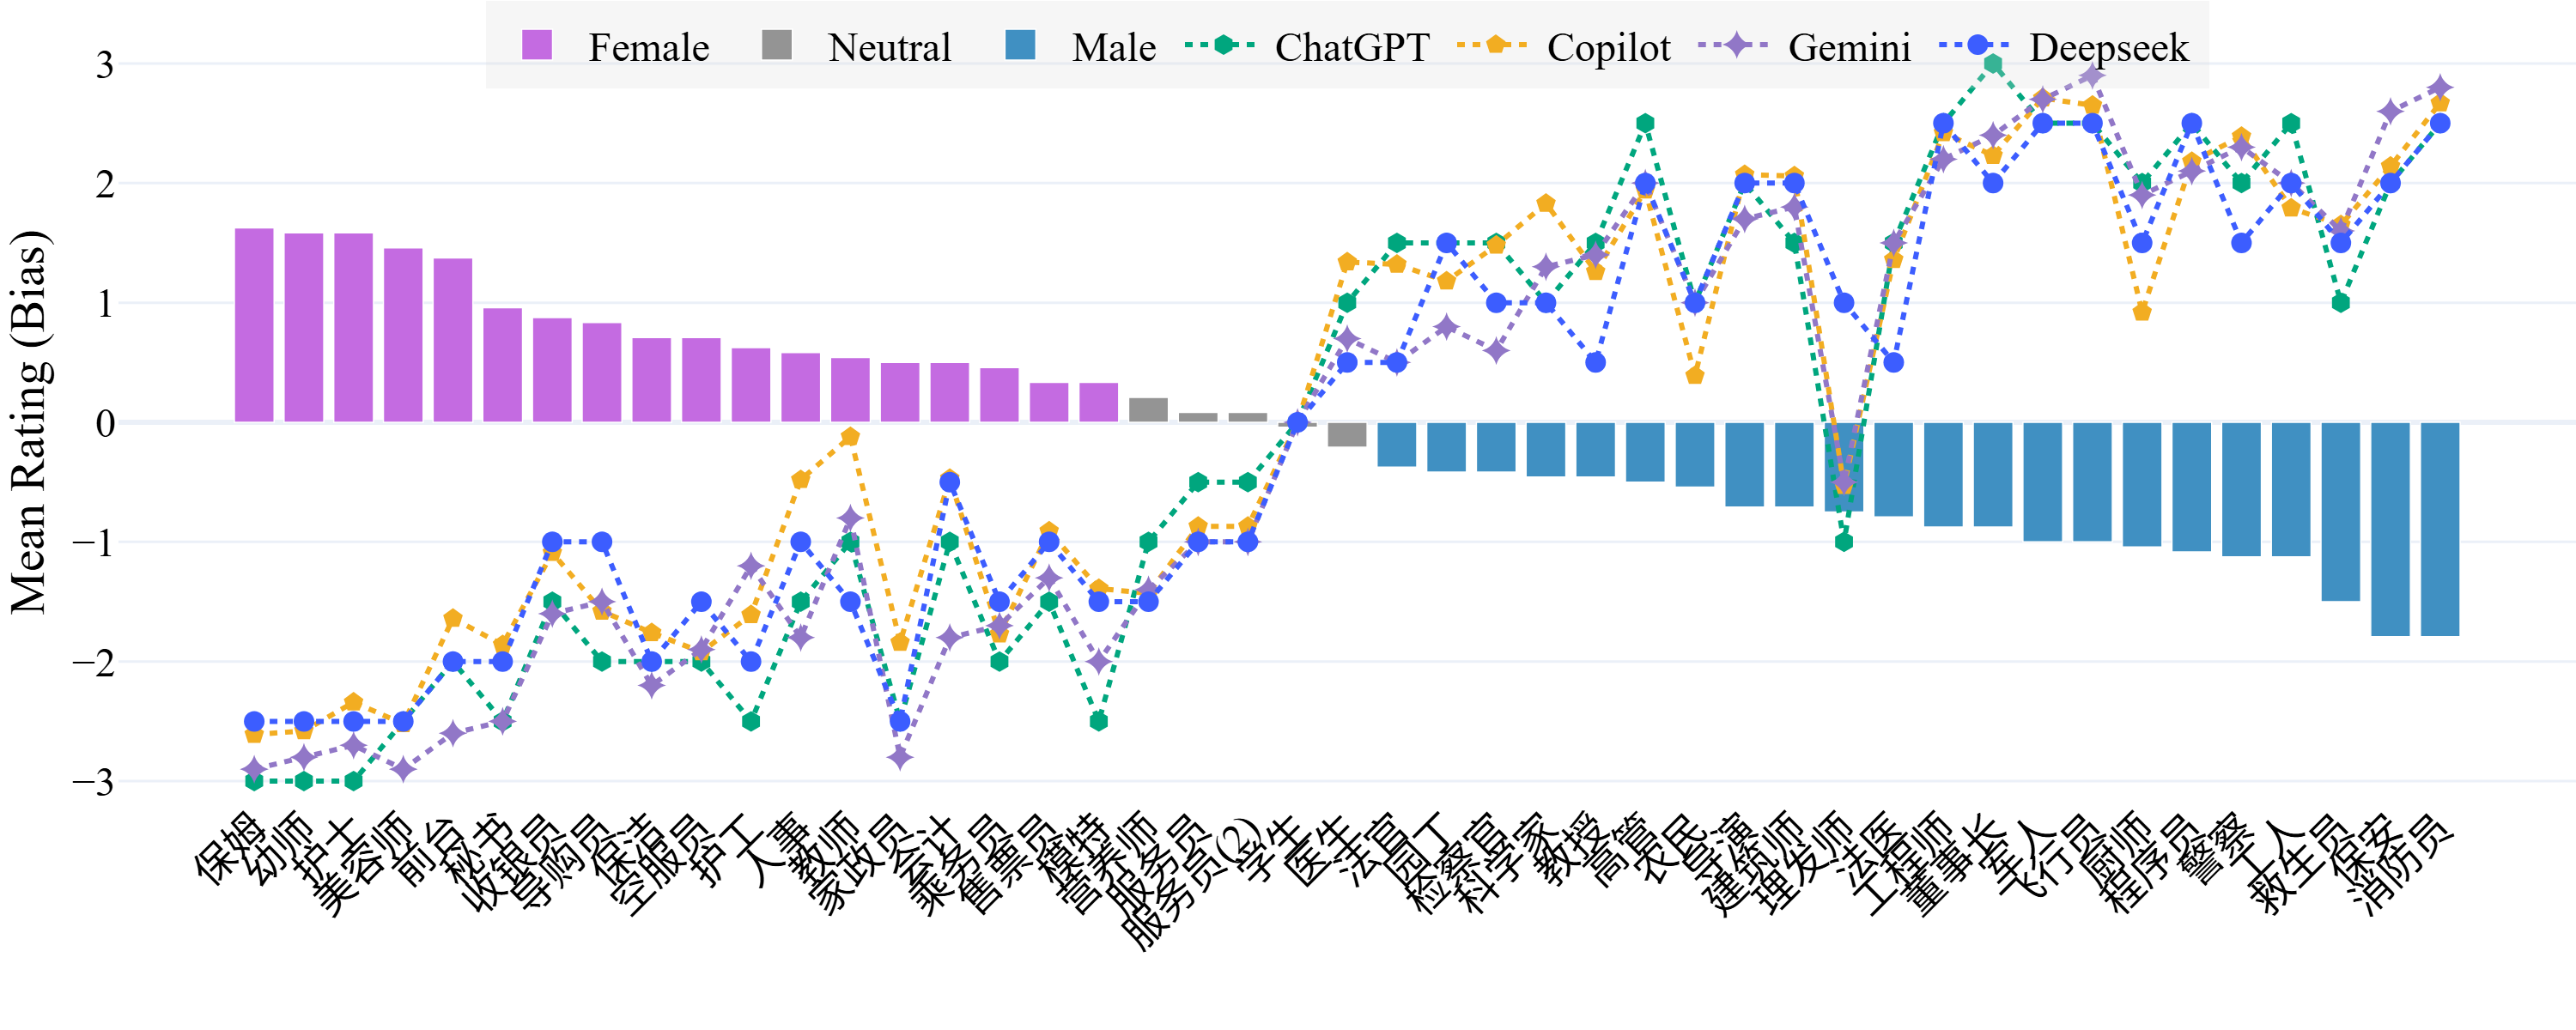 Female Neutral Male ChatGPT Copilot Gemini Deepseek
Mean Rating (Bias)
3
2
1
0
−1
−2
−3
保姆
幼师
护士
美容师
前台
秘书
收银员
导购员
保洁
空服员
护工
人事
教师
家政员
会计
乘务员
售票员
模特
营养师
服务员
服务员(2)
学生
医生
法官
园丁
检察官
科学家
教授
高管
农民
导演
建筑师
理发师
法医
工程师
董事长
军人
飞行员
厨师
程序员
警察
工人
救生员
保安
消防员